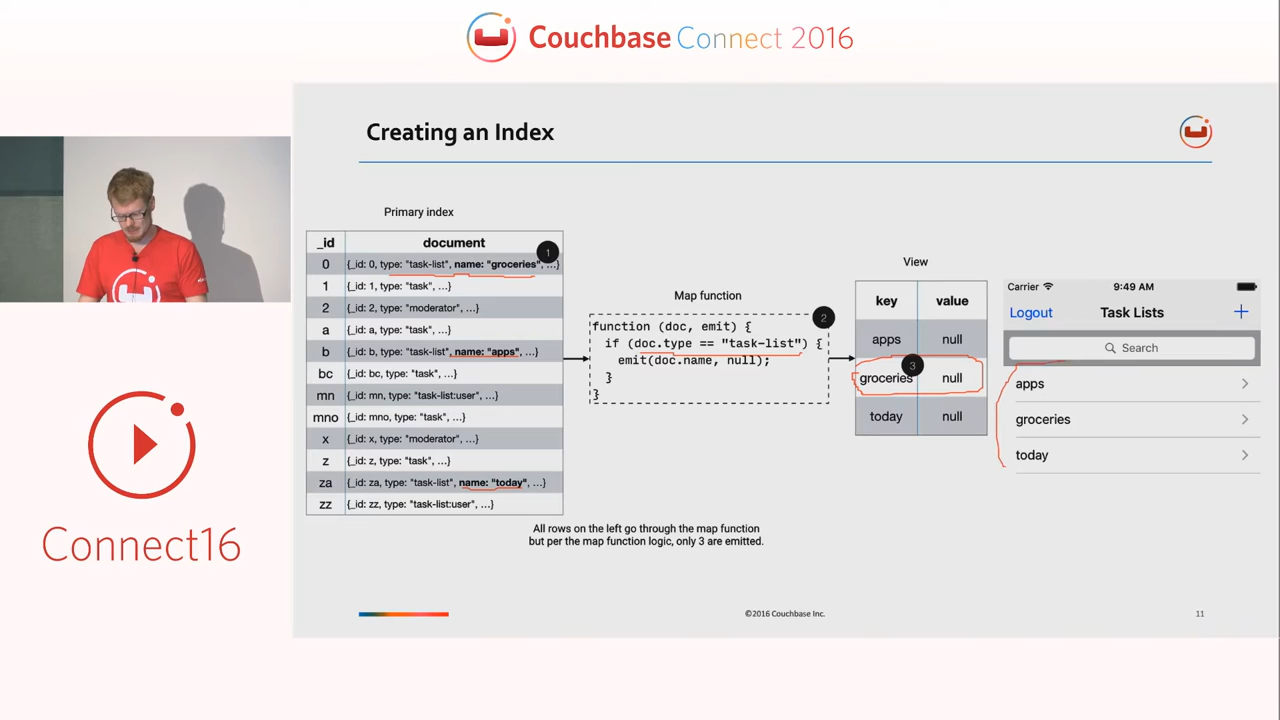 Couchbase Connect 2016
Creating an Index
Primary index
_id document
1
0 {_id: 0, type: "task-list", name: "groceries", ...}
1 {_id: 1, type: "task", ...}
2 {_id: 2, type: "moderator", ...}
a {_id: a, type: "task", ...}
b {_id: b, type: "task-list", name: "apps", ...}
bc {_id: bc, type: "task", ...}
mn {_id: mn, type: "task-list:user", ...}
mno {_id: mno, type: "task", ...}
x {_id: x, type: "moderator", ...}
z {_id: z, type: "task", ...}
za {_id: za, type: "task-list", name: "today", ...}
zz {_id: zz, type: "task-list:user", ...}
Map function
2
function (doc, emit) {
if (doc.type == "task-list") {
emit(doc.name, null);
}
}
View
key value
apps null
3
groceries null
today null
Carrier 9:49 AM
Logout Task Lists +
Search
apps
groceries
today
All rows on the left go through the map function
but per the map function logic, only 3 are emitted.
©2016 Couchbase Inc.
11
Connect16